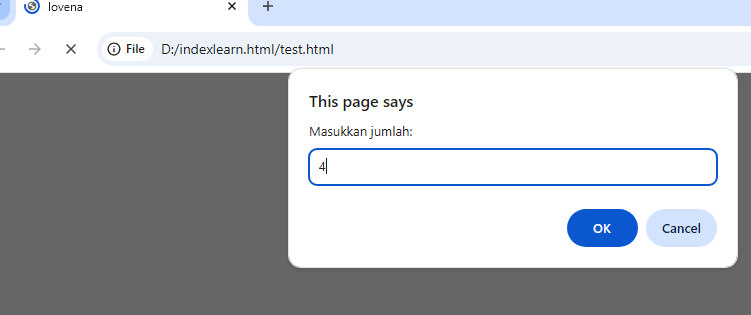 lovena
File D:/indexlearn.html/test.html
This page says
Masukkan jumlah:
4
OK Cancel